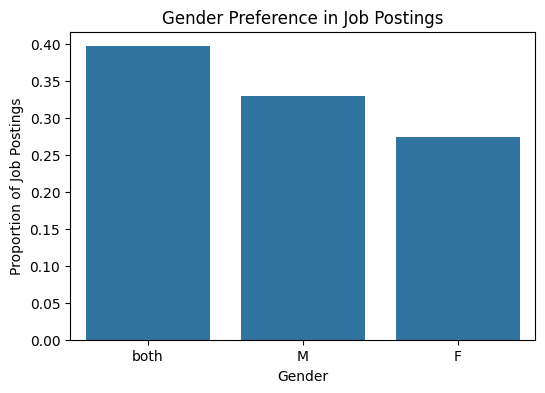 Gender Preference in Job Postings
Proportion of Job Postings
0.40
0.35
0.30
0.25
0.20
0.15
0.10
0.05
0.00
both M F
Gender